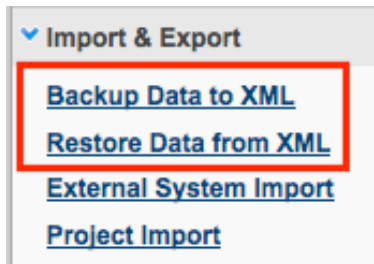 Import & Export
Backup Data to XML
Restore Data from XML
External System Import
Project Import